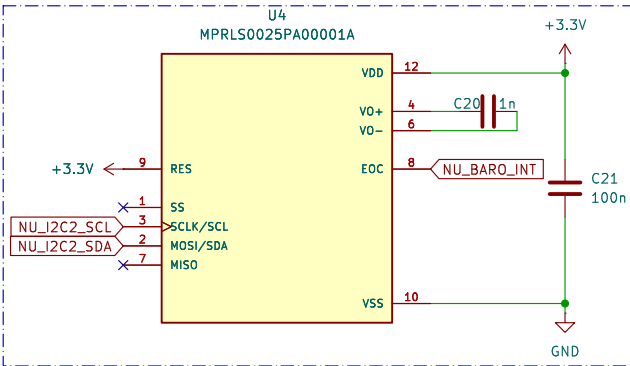 U4
MPRLS0025PA00001A
+3.3V
VDD 12
VO+ 4 C20 1n
VO- 6
+3.3V 9 RES
EOC 8 NU_BARO_INT
C21
100n
1 SS
NU_I2C2_SCL 3 SCLK/SCL
NU_I2C2_SDA 2 MOSI/SDA
7 MISO
VSS 10
GND